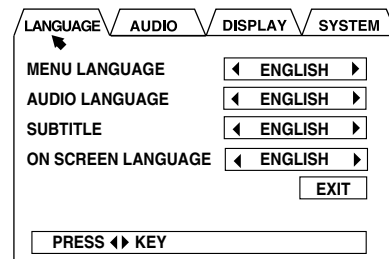 LANGUAGE AUDIO DISPLAY SYSTEM
MENU LANGUAGE ◀ ENGLISH ▶
AUDIO LANGUAGE ◀ ENGLISH ▶
SUBTITLE ◀ ENGLISH ▶
ON SCREEN LANGUAGE ◀ ENGLISH ▶
EXIT
PRESS ◀▶ KEY